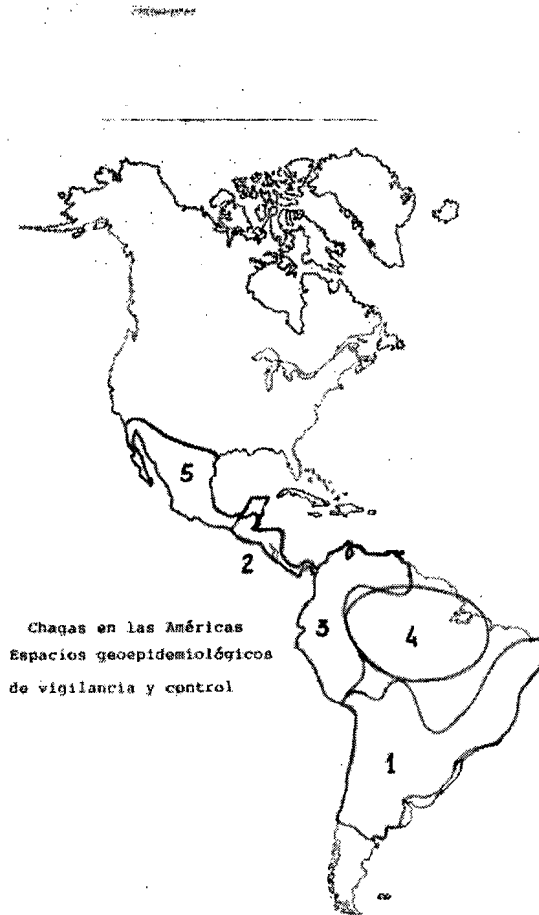 5
2
Chagas en las Américas
Espacios geoepidemiológicos
de vigilancia y control
3
4
1